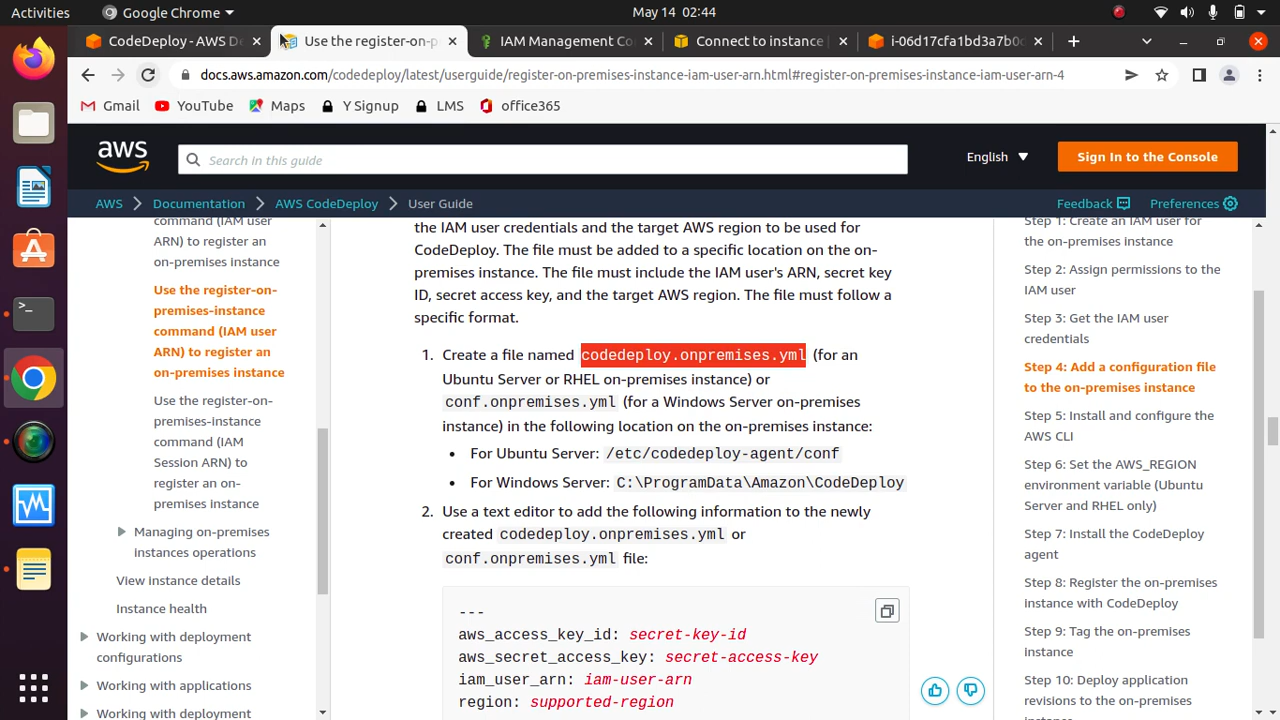 Activities Google Chrome May 14 02:44
CodeDeploy - AWS De Use the register-on-p IAM Management Co Connect to instance i-06d17cfa1bd3a7b0
docs.aws.amazon.com/codedeploy/latest/userguide/register-on-premises-instance-iam-user-arn.html#register-on-premises-instance-iam-user-arn-4
Gmail YouTube Maps Y Signup LMS office365
aws Search in this guide English Sign In to the Console
AWS Documentation AWS CodeDeploy User Guide Feedback Preferences
command (IAM user
ARN) to register an
on-premises instance
Use the register-on-
premises-instance
command (IAM user
ARN) to register an
on-premises instance
Use the register-on-
premises-instance
command (IAM
Session ARN) to
register an on-
premises instance
Managing on-premises
instances operations
View instance details
Instance health
Working with deployment
configurations
Working with applications
Working with deployment
the IAM user credentials and the target AWS region to be used for
CodeDeploy. The file must be added to a specific location on the on-
premises instance. The file must include the IAM user's ARN, secret key
ID, secret access key, and the target AWS region. The file must follow a
specific format.
1. Create a file named codedeploy.onpremises.yml (for an
Ubuntu Server or RHEL on-premises instance) or
conf.onpremises.yml (for a Windows Server on-premises
instance) in the following location on the on-premises instance:
• For Ubuntu Server: /etc/codedeploy-agent/conf
• For Windows Server: C:\ProgramData\Amazon\CodeDeploy
2. Use a text editor to add the following information to the newly
created codedeploy.onpremises.yml or
conf.onpremises.yml file:
---
aws_access_key_id: secret-key-id
aws_secret_access_key: secret-access-key
iam_user_arn: iam-user-arn
region: supported-region
Step 1: Create an IAM user for
the on-premises instance
Step 2: Assign permissions to the
IAM user
Step 3: Get the IAM user
credentials
Step 4: Add a configuration file
to the on-premises instance
Step 5: Install and configure the
AWS CLI
Step 6: Set the AWS_REGION
environment variable (Ubuntu
Server and RHEL only)
Step 7: Install the CodeDeploy
agent
Step 8: Register the on-premises
instance with CodeDeploy
Step 9: Tag the on-premises
instance
Step 10: Deploy application
revisions to the on-premises